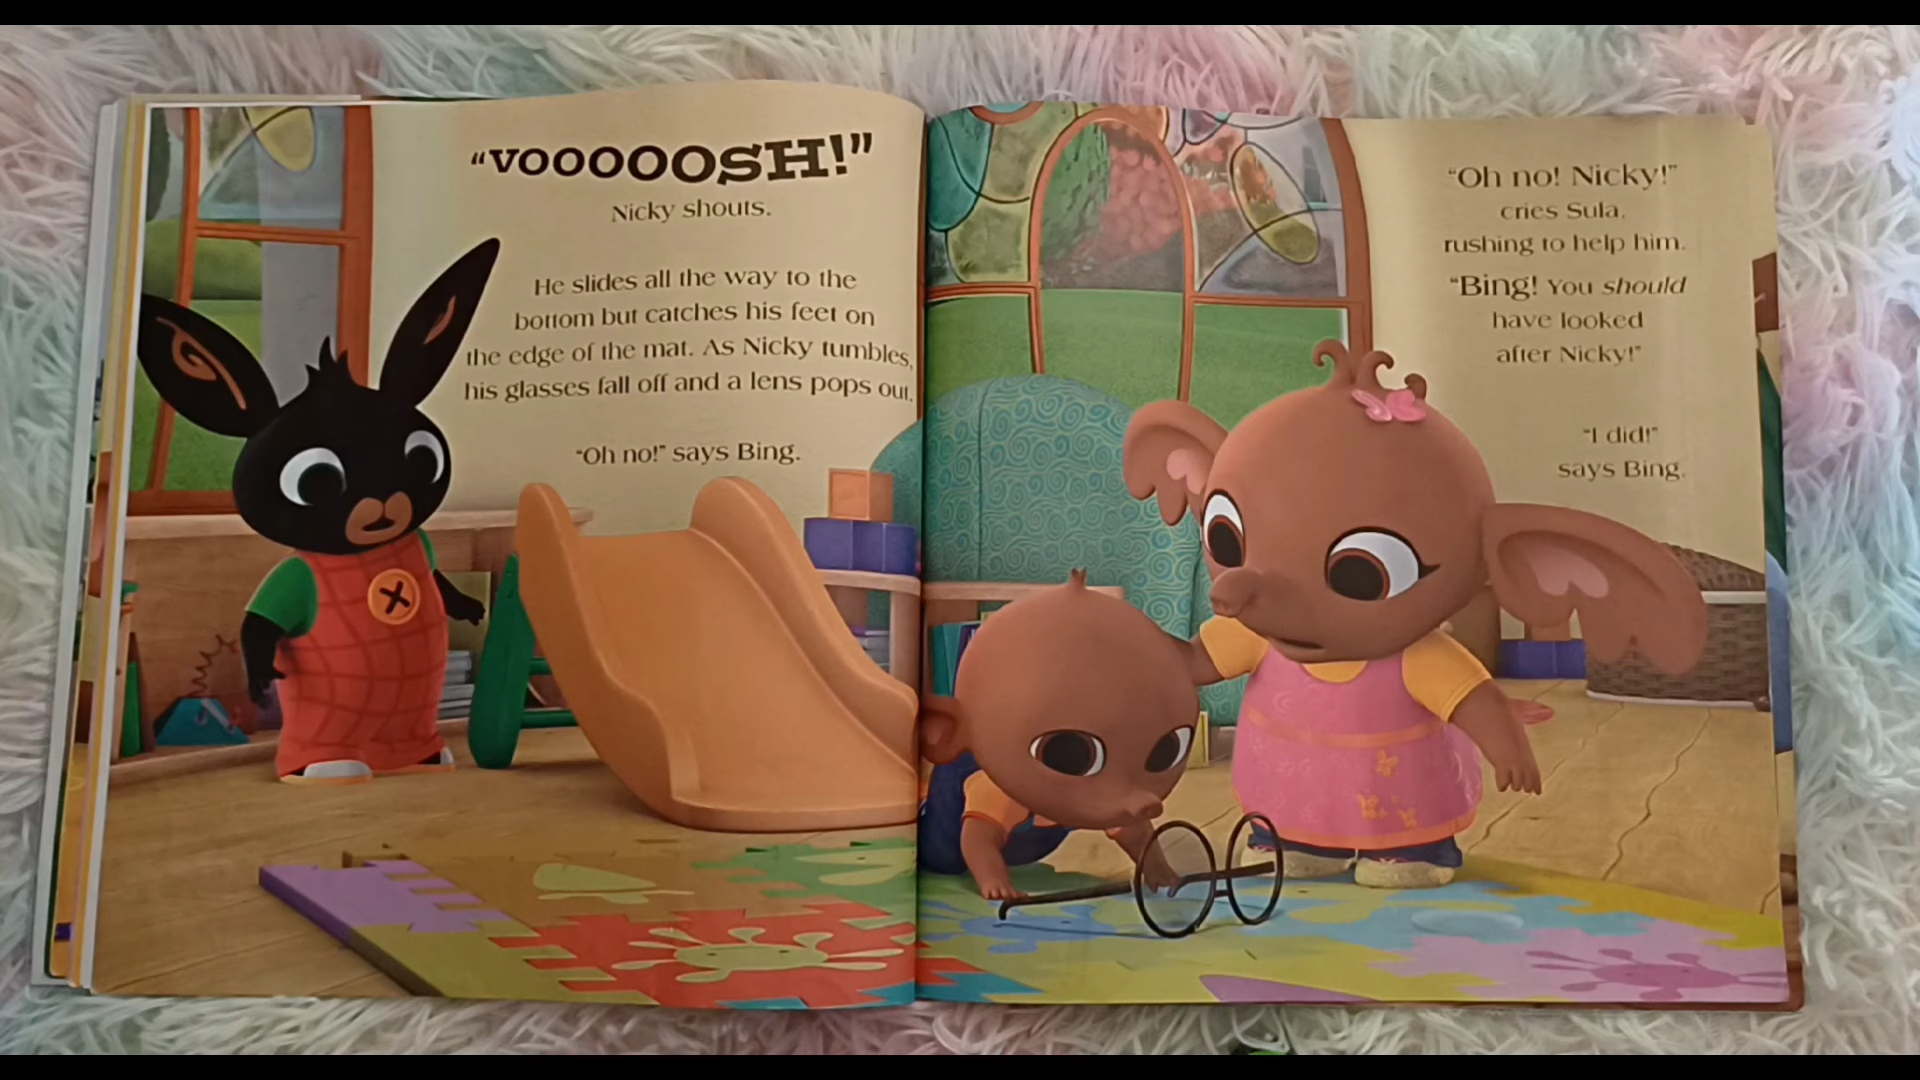 “VOOOOOSH!”
Nicky shouts.
He slides all the way to the
bottom but catches his feet on
the edge of the mat. As Nicky tumbles,
his glasses fall off and a lens pops out.
“Oh no!” says Bing.
“Oh no! Nicky!”
cries Sula,
rushing to help him.
“Bing! You should
have looked
after Nicky!”
“I did!”
says Bing.